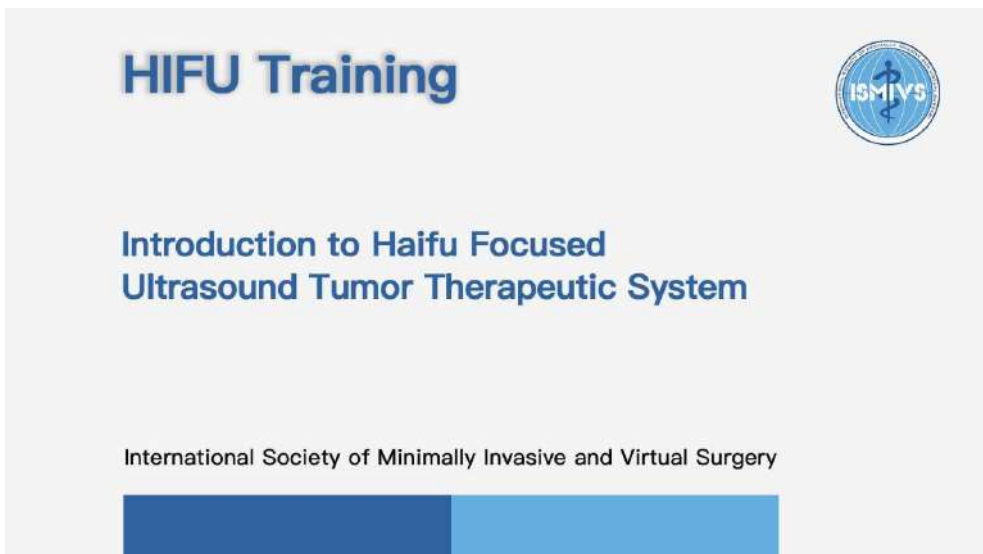 HIFU Training
ISMIVS
Introduction to Haifu Focused
Ultrasound Tumor Therapeutic System
International Society of Minimally Invasive and Virtual Surgery